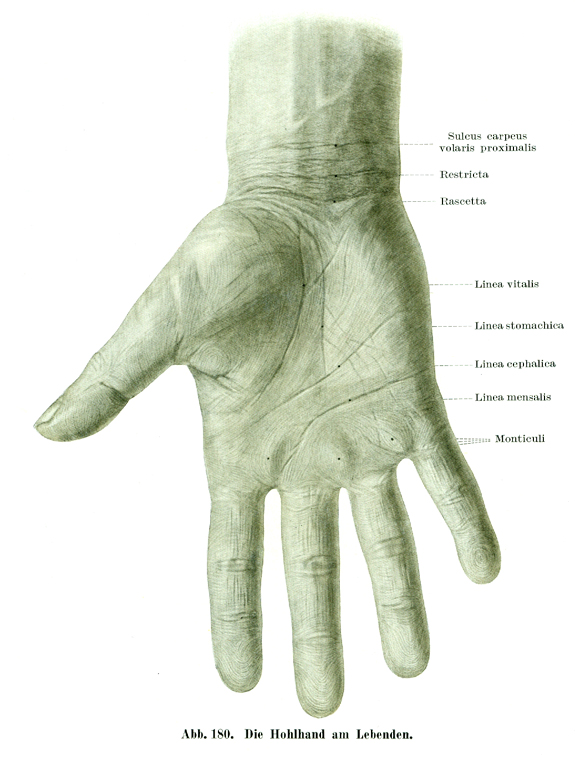 Sulcus carpeus
volaris proximalis
Restricta
Rascetta
Linea vitalis
Linea stomachica
Linea cephalica
Linea mensalis
Monticuli
Abb. 180. Die Hohlhand am Lebenden.